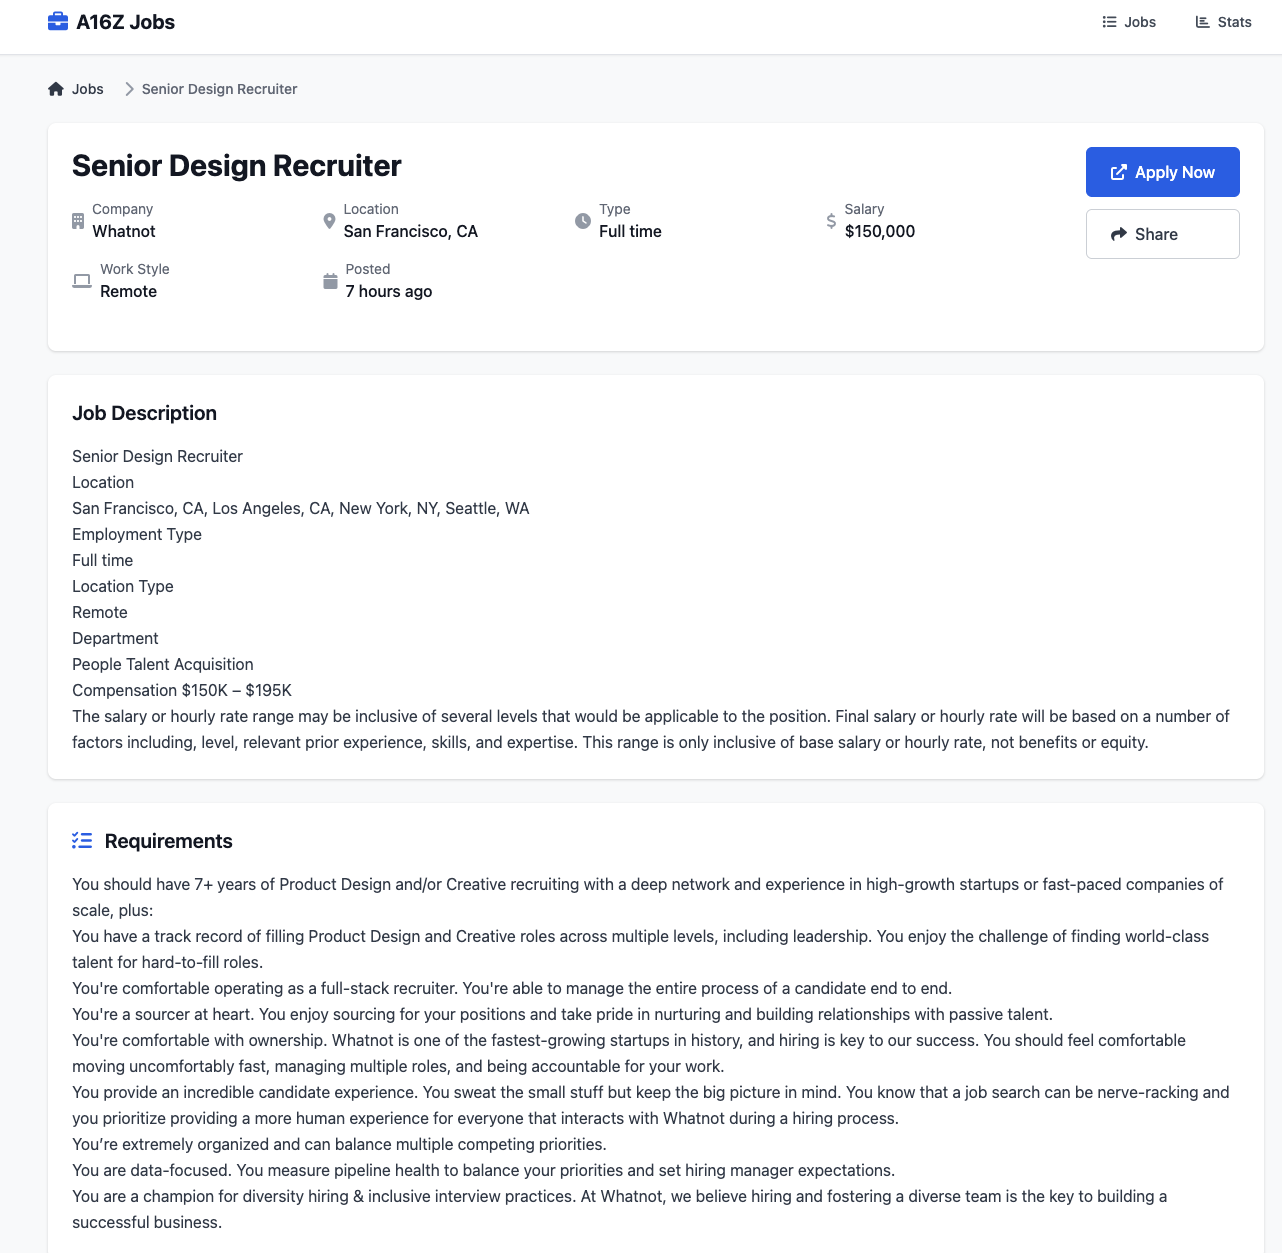 A16Z Jobs
Jobs
Stats
Jobs
Senior Design Recruiter
Senior Design Recruiter
Apply Now
Share
Company
Whatnot
Location
San Francisco, CA
Type
Full time
Salary
$150,000
Work Style
Remote
Posted
7 hours ago
Job Description
Senior Design Recruiter
Location
San Francisco, CA, Los Angeles, CA, New York, NY, Seattle, WA
Employment Type
Full time
Location Type
Remote
Department
People Talent Acquisition
Compensation $150K – $195K
The salary or hourly rate range may be inclusive of several levels that would be applicable to the position. Final salary or hourly rate will be based on a number of
factors including, level, relevant prior experience, skills, and expertise. This range is only inclusive of base salary or hourly rate, not benefits or equity.
Requirements
You should have 7+ years of Product Design and/or Creative recruiting with a deep network and experience in high-growth startups or fast-paced companies of
scale, plus:
You have a track record of filling Product Design and Creative roles across multiple levels, including leadership. You enjoy the challenge of finding world-class
talent for hard-to-fill roles.
You're comfortable operating as a full-stack recruiter. You're able to manage the entire process of a candidate end to end.
You're a sourcer at heart. You enjoy sourcing for your positions and take pride in nurturing and building relationships with passive talent.
You're comfortable with ownership. Whatnot is one of the fastest-growing startups in history, and hiring is key to our success. You should feel comfortable
moving uncomfortably fast, managing multiple roles, and being accountable for your work.
You provide an incredible candidate experience. You sweat the small stuff but keep the big picture in mind. You know that a job search can be nerve-racking and
you prioritize providing a more human experience for everyone that interacts with Whatnot during a hiring process.
You’re extremely organized and can balance multiple competing priorities.
You are data-focused. You measure pipeline health to balance your priorities and set hiring manager expectations.
You are a champion for diversity hiring & inclusive interview practices. At Whatnot, we believe hiring and fostering a diverse team is the key to building a
successful business.